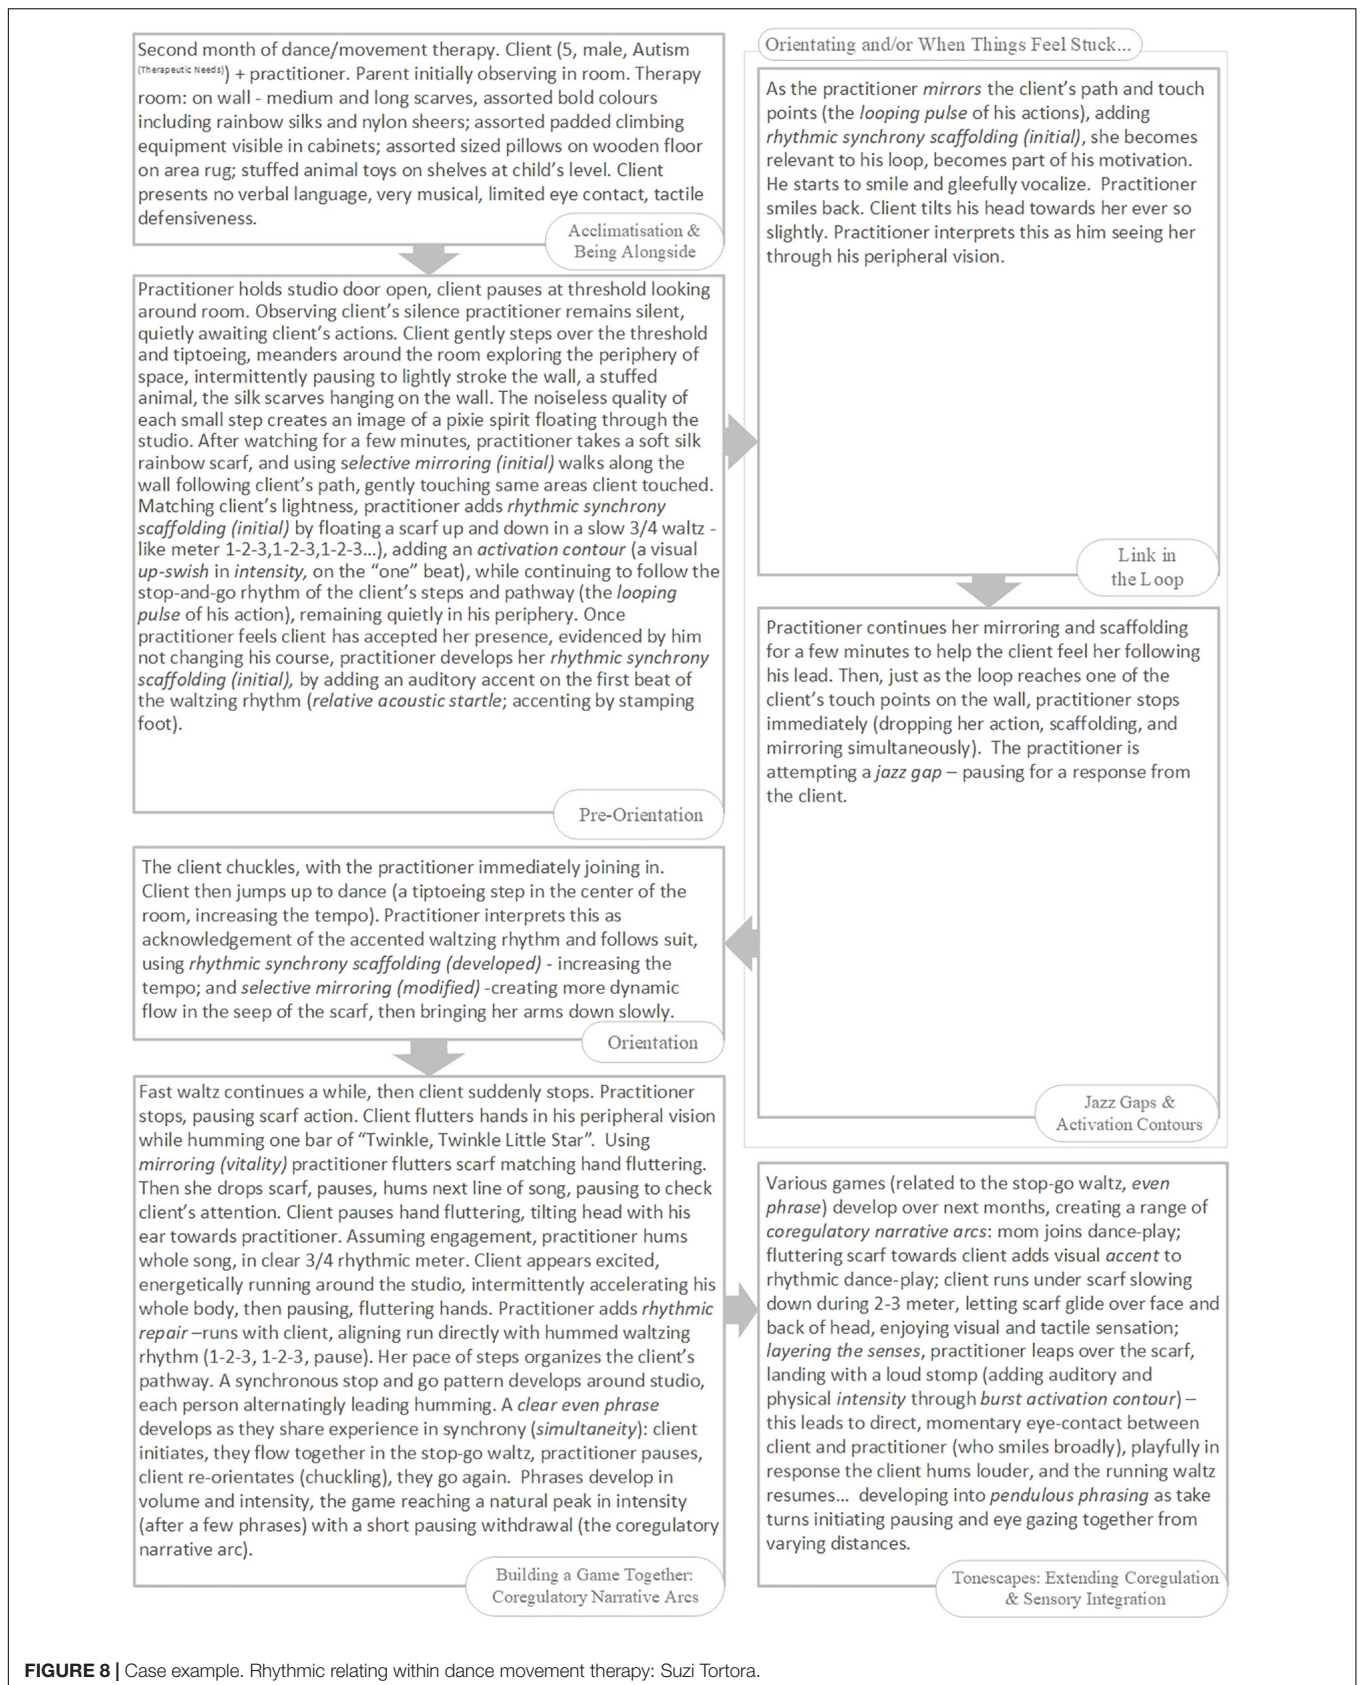 Second month of dance/movement therapy. Client (5, male, Autism
(Therapeutic Needs)) + practitioner. Parent initially observing in room. Therapy
room: on wall - medium and long scarves, assorted bold colours
including rainbow silks and nylon sheers; assorted padded climbing
equipment visible in cabinets; assorted sized pillows on wooden floor
on area rug; stuffed animal toys on shelves at child's level. Client
presents no verbal language, very musical, limited eye contact, tactile
defensiveness.
Acclimatisation &
Being Alongside
Practitioner holds studio door open, client pauses at threshold looking
around room. Observing client's silence practitioner remains silent,
quietly awaiting client's actions. Client gently steps over the threshold
and tiptoeing, meanders around the room exploring the periphery of
space, intermittently pausing to lightly stroke the wall, a stuffed
animal, the silk scarves hanging on the wall. The noiseless quality of
each small step creates an image of a pixie spirit floating through the
studio. After watching for a few minutes, practitioner takes a soft silk
rainbow scarf, and using selective mirroring (initial) walks along the
wall following client's path, gently touching same areas client touched.
Matching client's lightness, practitioner adds rhythmic synchrony
scaffolding (initial) by floating a scarf up and down in a slow 3/4 waltz -
like meter 1-2-3,1-2-3,1-2-3...), adding an activation contour (a visual
up-swish in intensity, on the "one" beat), while continuing to follow the
stop-and-go rhythm of the client's steps and pathway (the looping
pulse of his action), remaining quietly in his periphery. Once
practitioner feels client has accepted her presence, evidenced by him
not changing his course, practitioner develops her rhythmic synchrony
scaffolding (initial), by adding an auditory accent on the first beat of
the waltzing rhythm (relative acoustic startle; accenting by stamping
foot).
Pre-Orientation
Orientating and/or When Things Feel Stuck...
As the practitioner mirrors the client's path and touch
points (the looping pulse of his actions), adding
rhythmic synchrony scaffolding (initial), she becomes
relevant to his loop, becomes part of his motivation.
He starts to smile and gleefully vocalize. Practitioner
smiles back. Client tilts his head towards her ever so
slightly. Practitioner interprets this as him seeing her
through his peripheral vision.
Link in
the Loop
Practitioner continues her mirroring and scaffolding
for a few minutes to help the client feel her following
his lead. Then, just as the loop reaches one of the
client's touch points on the wall, practitioner stops
immediately (dropping her action, scaffolding, and
mirroring simultaneously). The practitioner is
attempting a jazz gap – pausing for a response from
the client.
Jazz Gaps &
Activation Contours
The client chuckles, with the practitioner immediately joining in.
Client then jumps up to dance (a tiptoeing step in the center of the
room, increasing the tempo). Practitioner interprets this as
acknowledgement of the accented waltzing rhythm and follows suit,
using rhythmic synchrony scaffolding (developed) - increasing the
tempo; and selective mirroring (modified) -creating more dynamic
flow in the seep of the scarf, then bringing her arms down slowly.
Orientation
Fast waltz continues a while, then client suddenly stops. Practitioner
stops, pausing scarf action. Client flutters hands in his peripheral vision
while humming one bar of "Twinkle, Twinkle Little Star". Using
mirroring (vitality) practitioner flutters scarf matching hand fluttering.
Then she drops scarf, pauses, hums next line of song, pausing to check
client's attention. Client pauses hand fluttering, tilting head with his
ear towards practitioner. Assuming engagement, practitioner hums
whole song, in clear 3/4 rhythmic meter. Client appears excited,
energetically running around the studio, intermittently accelerating his
whole body, then pausing, fluttering hands. Practitioner adds rhythmic
repair –runs with client, aligning run directly with hummed waltzing
rhythm (1-2-3, 1-2-3, pause). Her pace of steps organizes the client's
pathway. A synchronous stop and go pattern develops around studio,
each person alternatingly leading humming. A clear even phrase
develops as they share experience in synchrony (simultaneity): client
initiates, they flow together in the stop-go waltz, practitioner pauses,
client re-orientates (chuckling), they go again. Phrases develop in
volume and intensity, the game reaching a natural peak in intensity
(after a few phrases) with a short pausing withdrawal (the coregulatory
narrative arc).
Building a Game Together:
Coregulatory Narrative Arcs
Various games (related to the stop-go waltz, even
phrase) develop over next months, creating a range of
coregulatory narrative arcs: mom joins dance-play;
fluttering scarf towards client adds visual accent to
rhythmic dance-play; client runs under scarf slowing
down during 2-3 meter, letting scarf glide over face and
back of head, enjoying visual and tactile sensation;
layering the senses, practitioner leaps over the scarf,
landing with a loud stomp (adding auditory and
physical intensity through burst activation contour) –
this leads to direct, momentary eye-contact between
client and practitioner (who smiles broadly), playfully in
response the client hums louder, and the running waltz
resumes... developing into pendulous phrasing as take
turns initiating pausing and eye gazing together from
varying distances.
Tonescapes: Extending Coregulation
& Sensory Integration
FIGURE 8 | Case example. Rhythmic relating within dance movement therapy: Suzi Tortora.